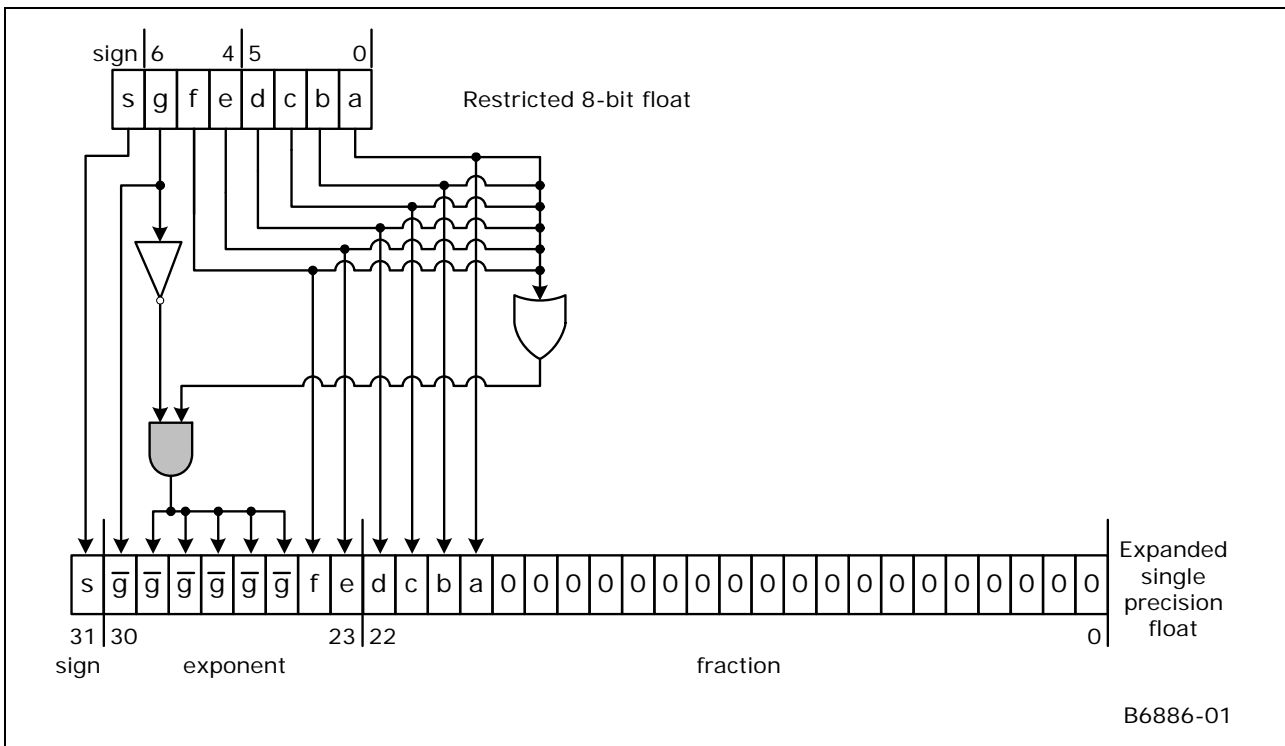 sign 6 4 5 0
s g f e d c b a
Restricted 8-bit float
s g̅ g̅ g̅ g̅ g̅ g̅ f e d c b a 0 0 0 0 0 0 0 0 0 0 0 0 0 0 0 0 0 0 0
Expanded
single
precision
float
31 30 23 22 0
sign exponent fraction
B6886-01